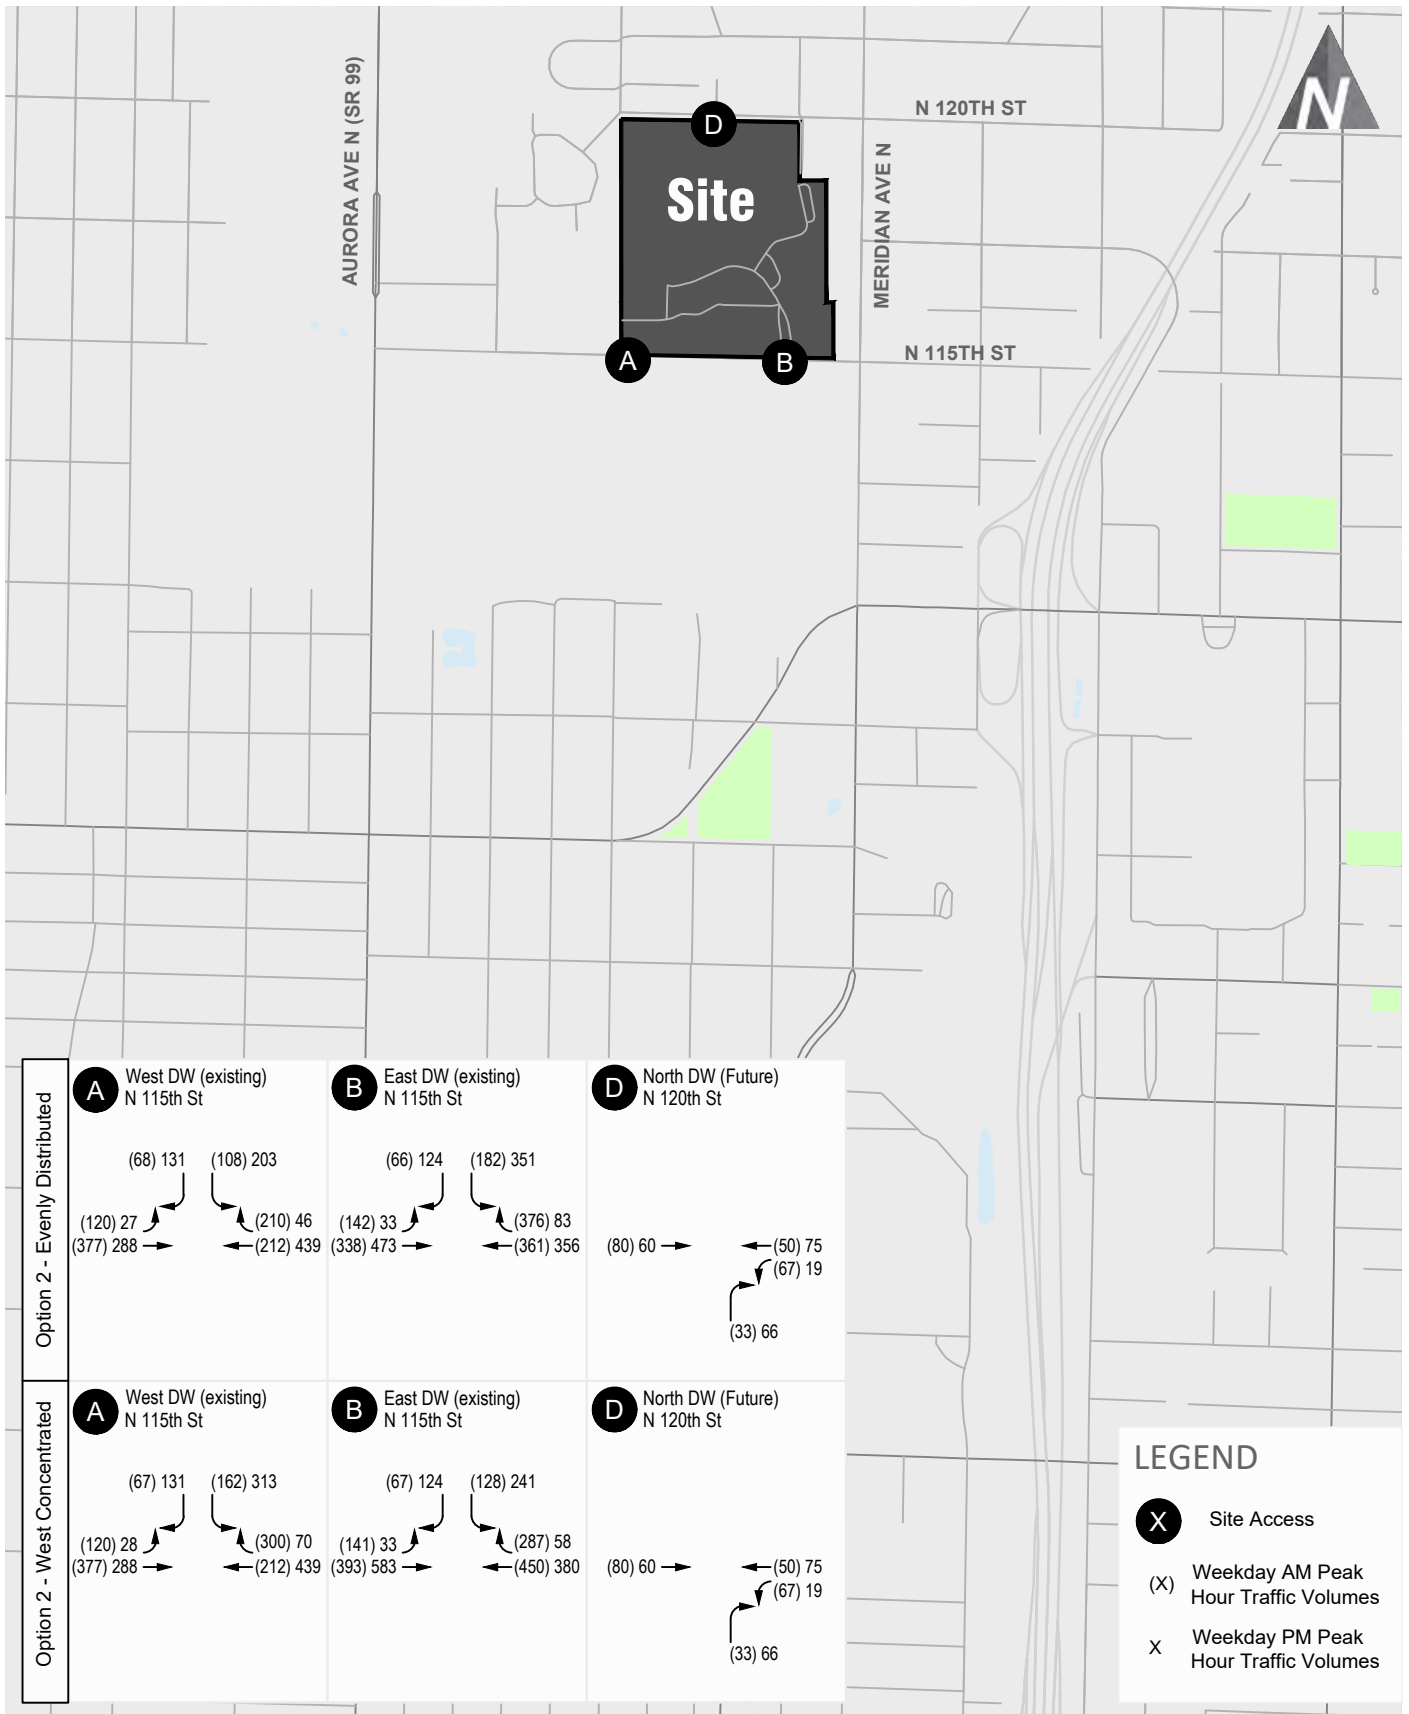 AURORA AVE N (SR 99)
N 120TH ST
N
D
Site
MERIDIAN AVE N
N 115TH ST
A
B
Option 2 - Evenly Distributed
A
West DW (existing)
N 115th St
(68) 131
(108) 203
(120) 27
(210) 46
(377) 288
(212) 439
B
East DW (existing)
N 115th St
(66) 124
(182) 351
(142) 33
(376) 83
(338) 473
(361) 356
D
North DW (Future)
N 120th St
(80) 60
(50) 75
(67) 19
(33) 66
Option 2 - West Concentrated
A
West DW (existing)
N 115th St
(67) 131
(162) 313
(120) 28
(300) 70
(377) 288
(212) 439
B
East DW (existing)
N 115th St
(67) 124
(128) 241
(141) 33
(287) 58
(393) 583
(450) 380
D
North DW (Future)
N 120th St
(80) 60
(50) 75
(67) 19
(33) 66
LEGEND
X
Site Access
(X)
Weekday AM Peak
Hour Traffic Volumes
X
Weekday PM Peak
Hour Traffic Volumes